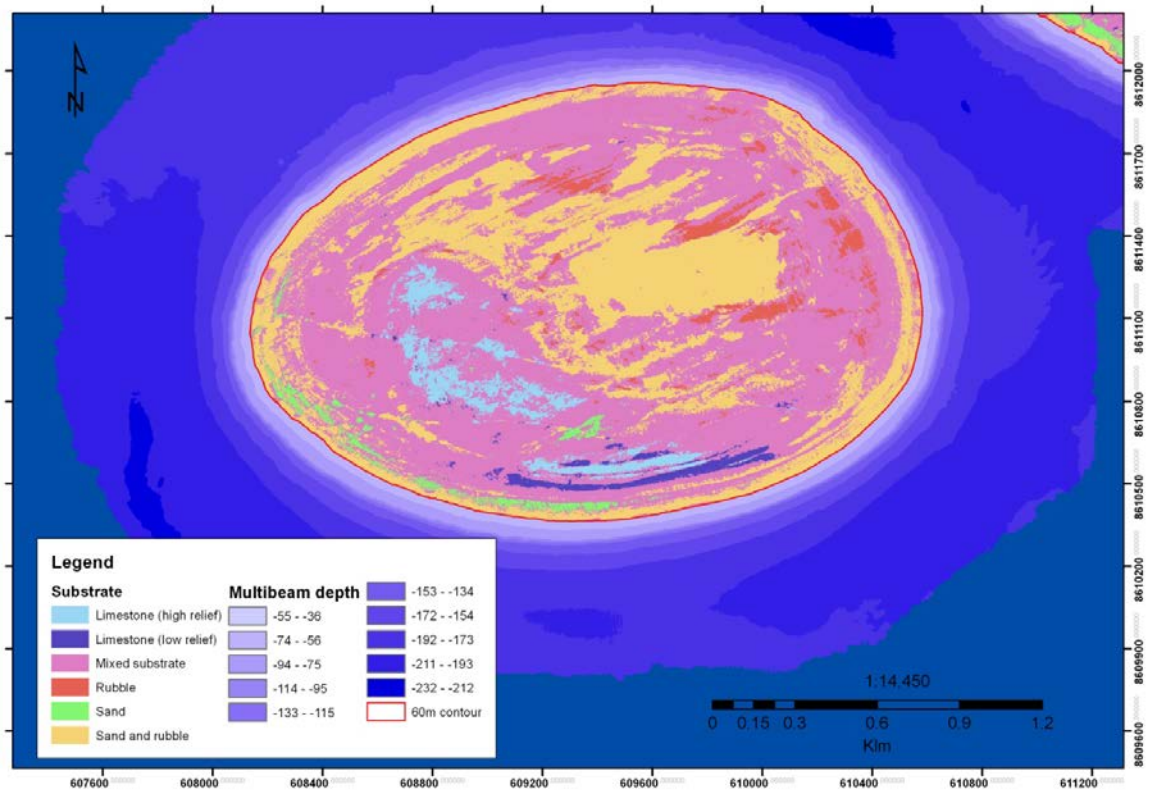 N
Legend
Substrate
Limestone (high relief)
Limestone (low relief)
Mixed substrate
Rubble
Sand
Sand and rubble
Multibeam depth
-55 - -36
-74 - -56
-94 - -75
-114 - -95
-133 - -115
-153 - -134
-172 - -154
-192 - -173
-211 - -193
-232 - -212
60m contour
1:14,450
0 0.15 0.3 0.6 0.9 1.2
Klm
8612000
8611700
8611400
8611100
8610800
8610500
8610200
8609900
8609600
607600 608000 608400 608800 609200 609600 610000 610400 610800 611200